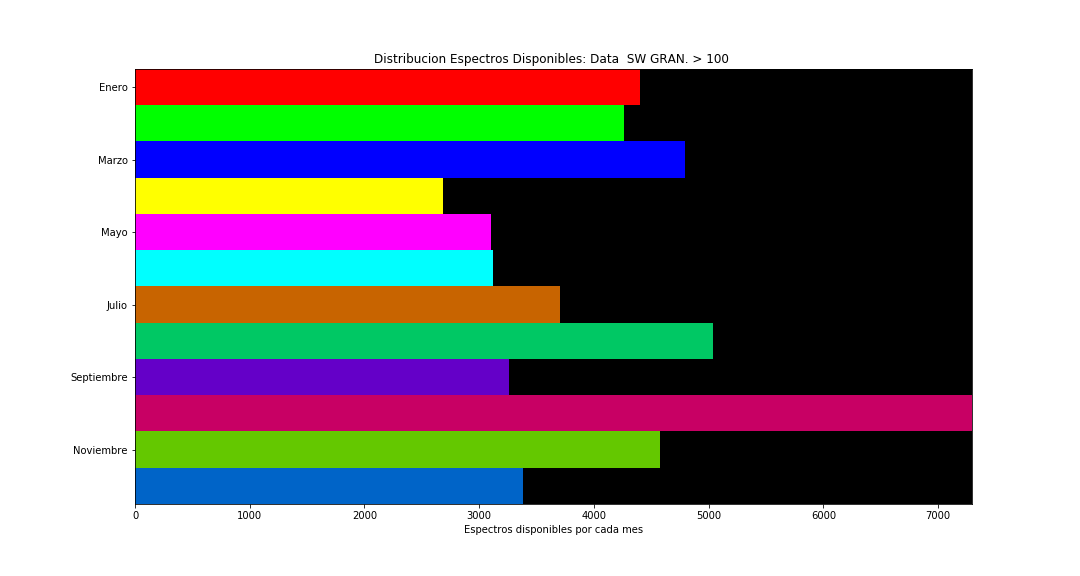 Distribucion Espectros Disponibles: Data  SW GRAN. > 100
Enero
Marzo
Mayo
Julio
Septiembre
Noviembre
0 1000 2000 3000 4000 5000 6000 7000
Espectros disponibles por cada mes